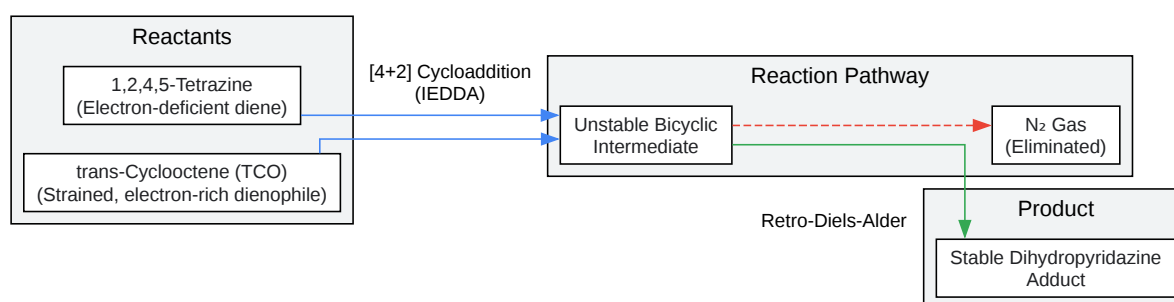 Reactants
1,2,4,5-Tetrazine
(Electron-deficient diene)
trans-Cyclooctene (TCO)
(Strained, electron-rich dienophile)
[4+2] Cycloaddition
(IEDDA)
Reaction Pathway
Unstable Bicyclic
Intermediate
N₂ Gas
(Eliminated)
Retro-Diels-Alder
Product
Stable Dihydropyridazine
Adduct